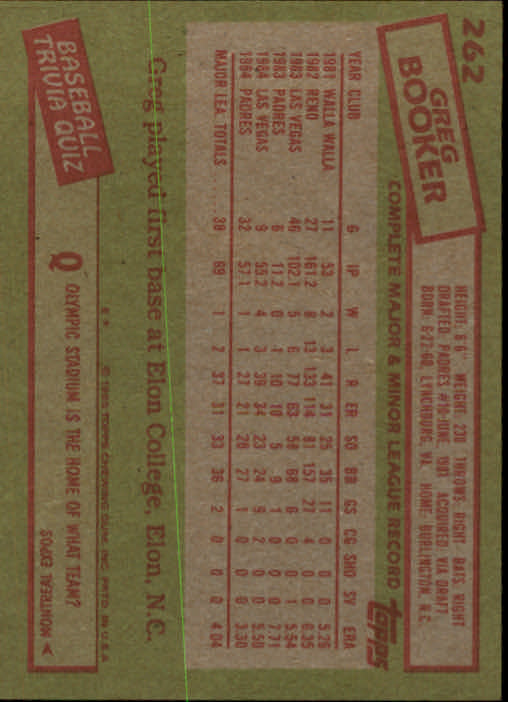 262
GREG
BOOKER
HEIGHT: 6'6" WEIGHT: 230 THROWS: RIGHT BATS: RIGHT
DRAFTED: PADRES #10-JUNE, 1981 ACQUIRED: VIA DRAFT
BORN: 6-22-60, LYNCHBURG, VA. HOME: BURLINGTON, N.C.
COMPLETE MAJOR & MINOR LEAGUE RECORD
topps
YEAR CLUB G IP W L R ER SO BB GS CG SHO SV ERA
1981 WALLA WALLA 11 53 2 3 41 31 25 35 11 0 0 0 5.26
1982 RENO 27 161.2 8 13 133 114 81 157 27 4 0 0 6.35
1983 LAS VEGAS 46 102.1 5 6 77 63 56 68 6 0 0 1 5.54
1983 PADRES 6 11.2 0 1 10 10 5 9 1 0 0 0 7.71
1984 LAS VEGAS 9 55.2 4 3 39 34 23 24 9 2 0 0 5.50
1984 PADRES 32 57.1 1 1 27 21 28 27 1 0 0 0 3.30
MAJOR LEA. TOTALS 38 69 1 2 37 31 33 36 2 0 0 0 4.04
Greg played first base at Elon College, Elon, N.C.
© 1985 TOPPS CHEWING GUM, INC. PRTD. IN U.S.A.
BASEBALL
TRIVIA QUIZ
Q OLYMPIC STADIUM IS THE HOME OF WHAT TEAM?
MONTREAL EXPOS